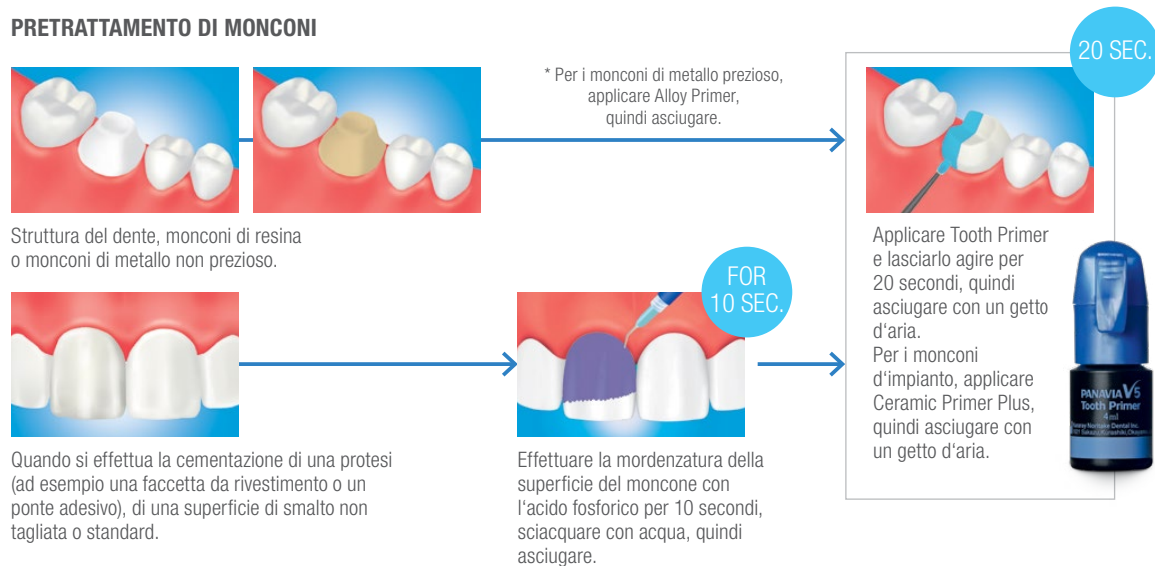 PRETRATTAMENTO DI MONCONI
20 SEC.
* Per i monconi di metallo prezioso,
applicare Alloy Primer,
quindi asciugare.
Struttura del dente, monconi di resina
o monconi di metallo non prezioso.
Applicare Tooth Primer
e lasciarlo agire per
20 secondi, quindi
asciugare con un getto
d‘aria.
Per i monconi
d‘impianto, applicare
Ceramic Primer Plus,
quindi asciugare con
un getto d‘aria.
FOR
10 SEC.
PANAVIA V5
Tooth Primer
4ml
Kuraray Noritake Dental Inc.
Quando si effettua la cementazione di una protesi
(ad esempio una faccetta da rivestimento o un
ponte adesivo), di una superficie di smalto non
tagliata o standard.
Effettuare la mordenzatura della
superficie del moncone con
l‘acido fosforico per 10 secondi,
sciacquare con acqua, quindi
asciugare.